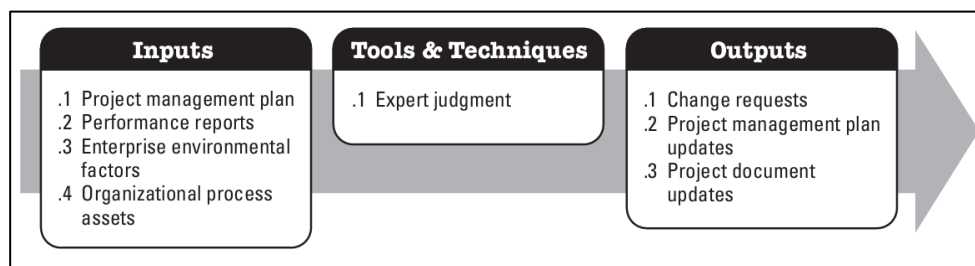 Inputs
.1 Project management plan
.2 Performance reports
.3 Enterprise environmental
factors
.4 Organizational process
assets
Tools & Techniques
.1 Expert judgment
Outputs
.1 Change requests
.2 Project management plan
updates
.3 Project document
updates